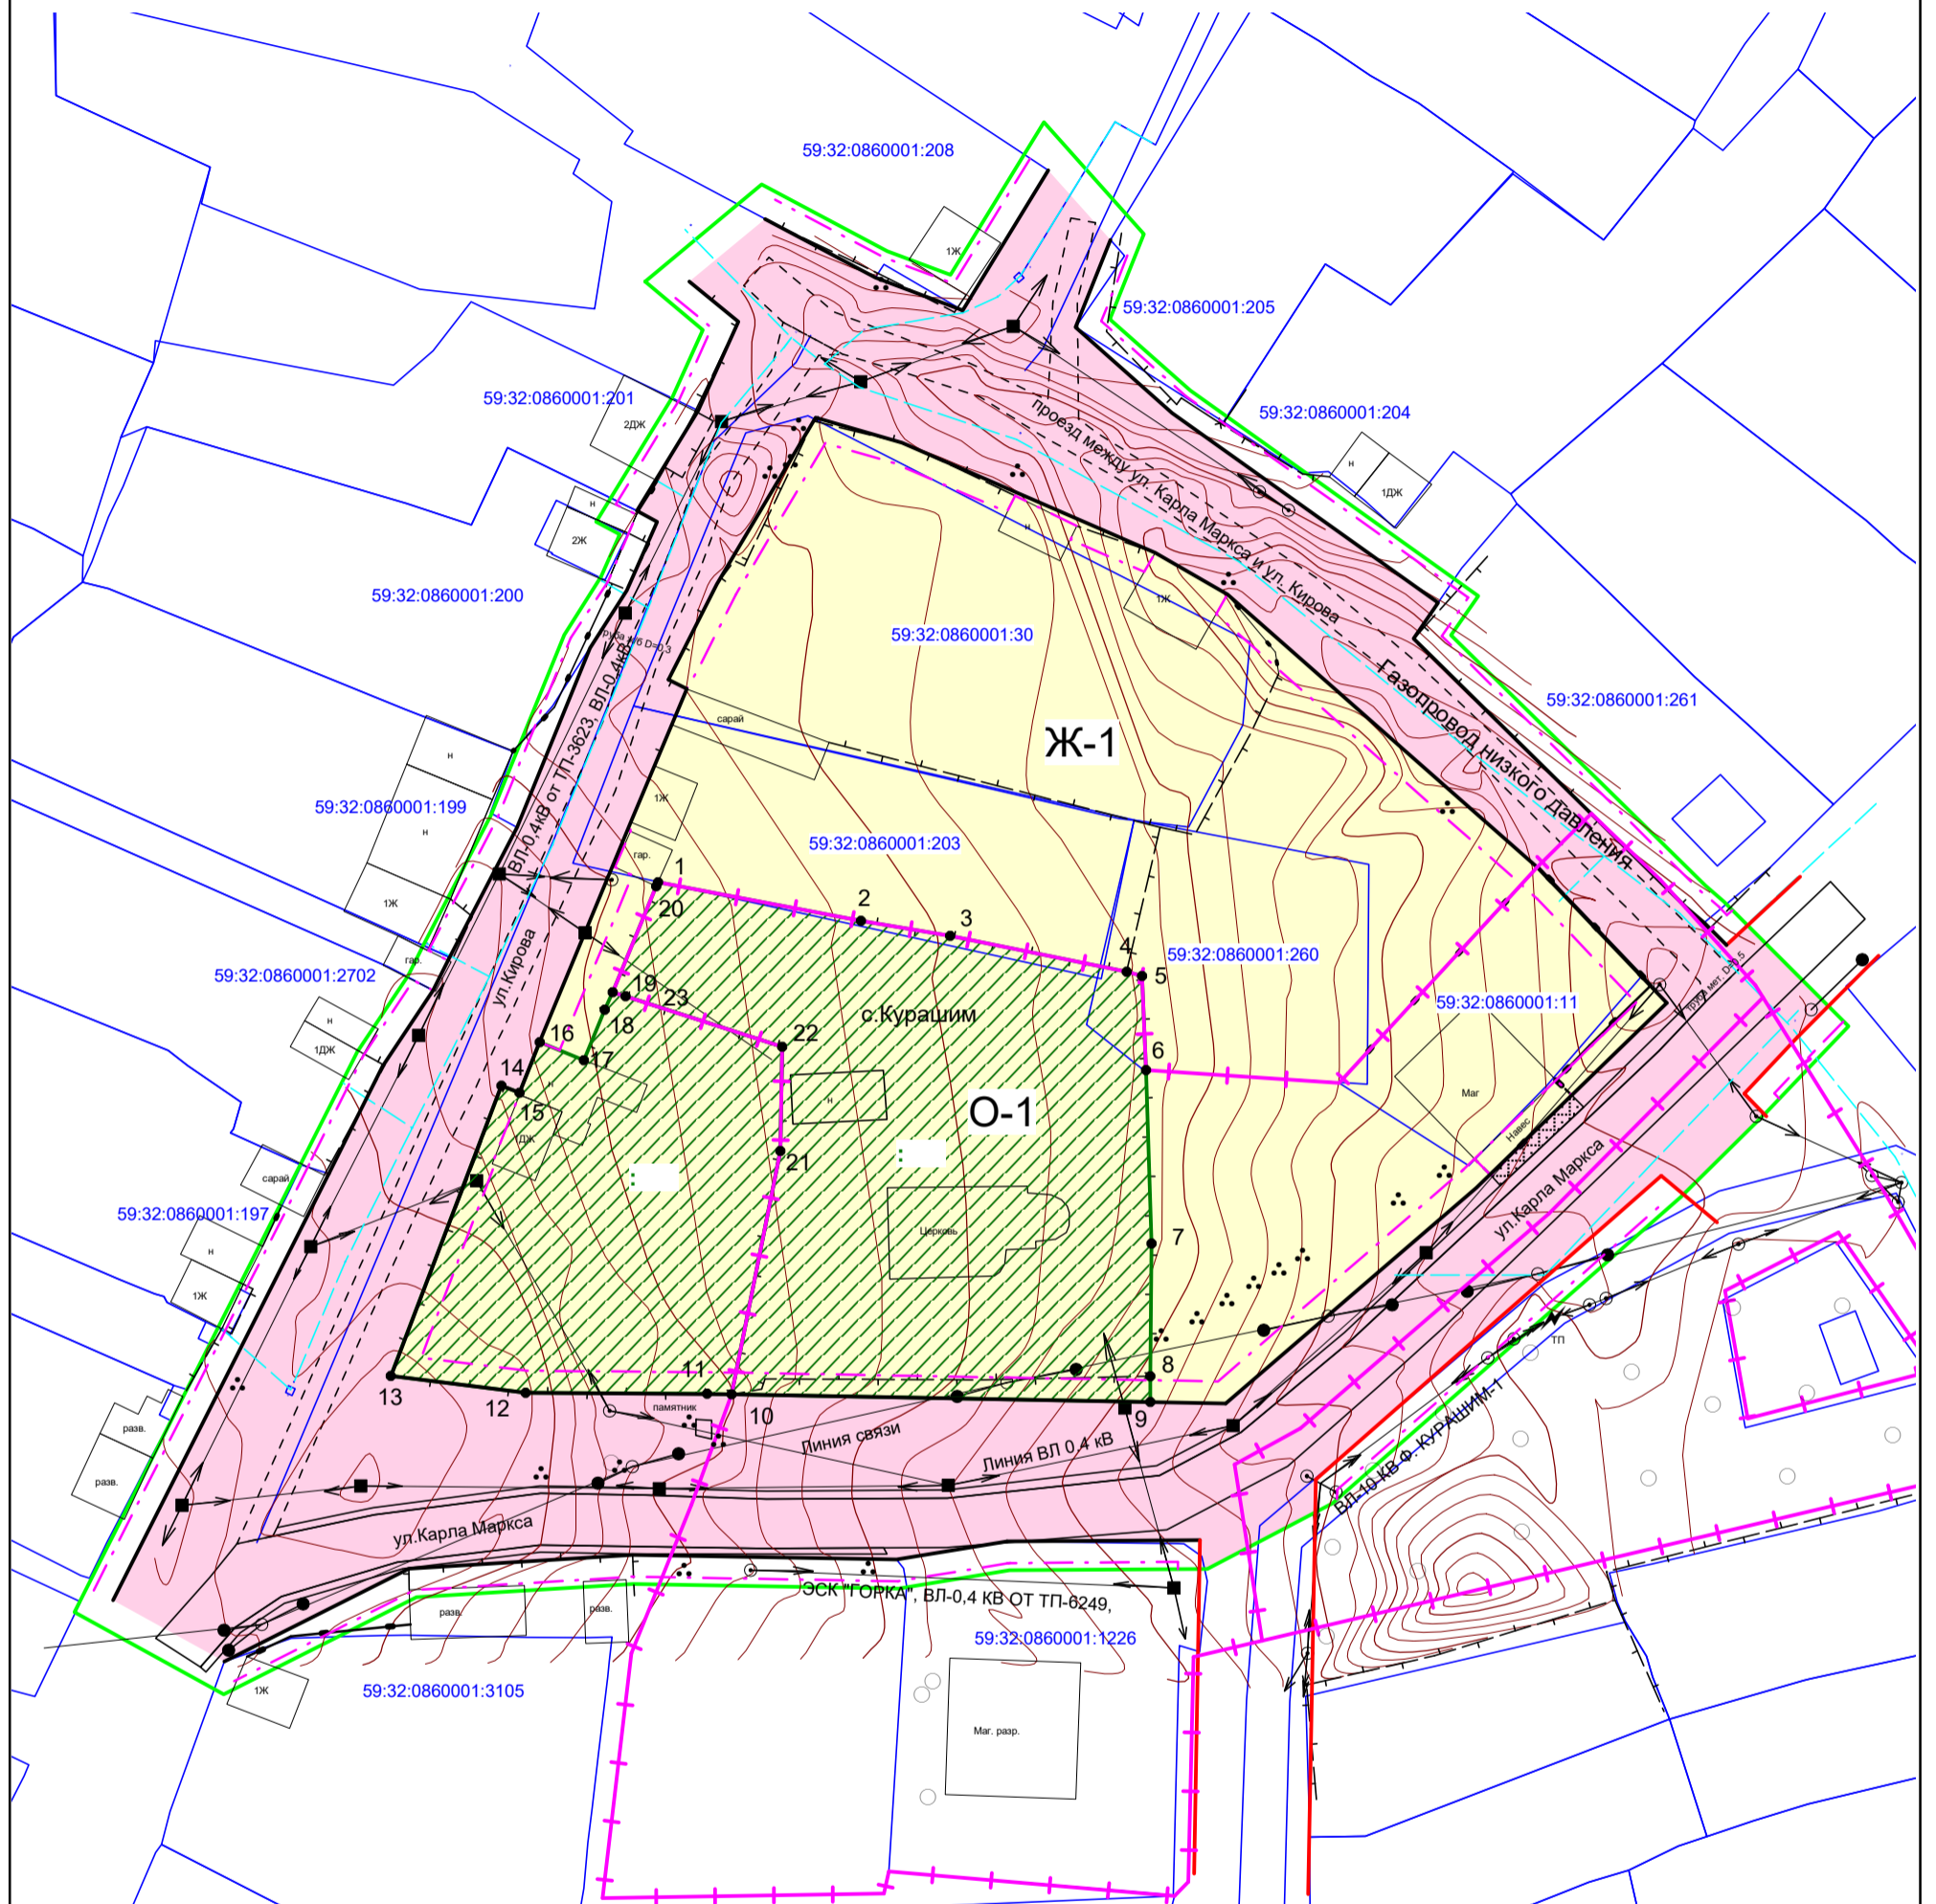 59:32:0860001:208
1Ж
59:32:0860001:205
59:32:0860001:201
2ДЖ
59:32:0860001:204
проезд между ул. Карла Маркса и ул. Кирова
н
1ДЖ
н
2Ж
н
59:32:0860001:200
1Ж
59:32:0860001:30
ВЛ-0,4кВ от ТП-3623, ВЛ-0,4кВ
Газопровод низкого давления
59:32:0860001:261
сарай
Ж-1
н
59:32:0860001:199
н
1Ж
59:32:0860001:203
гар.
1
20
2
3
1Ж
гар.
59:32:0860001:2702
ул.Кирова
4
5
59:32:0860001:260
59:32:0860001:11
труба мет. D=0.5
19
23
18
с.Курашим
н
1ДЖ
16
17
22
6
14
15
н
1ДЖ
н
О-1
Маг
Навес
21
сарай
59:32:0860001:197
н
1Ж
Церковь
7
ул.Карла Маркса
ТП
13
12
11
10
8
9
памятник
Линия связи
Линия ВЛ 0,4 кВ
ВЛ-10 КВ Ф. КУРАШИМ-1
разв.
разв.
ул.Карла Маркса
ЭСК "ГОРКА", ВЛ-0,4 КВ ОТ ТП-6249,
разв.
разв.
59:32:0860001:1226
1Ж
59:32:0860001:3105
Маг. разр.